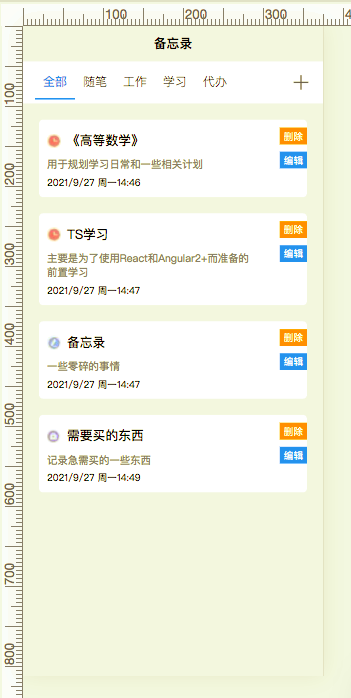 100
200
300
备忘录
全部 随笔 工作 学习 代办
100
《高等数学》
删除
用于规划学习日常和一些相关计划
编辑
2021/9/27 周一14:46
200
TS学习
删除
主要是为了使用React和Angular2+而准备的
前置学习
编辑
2021/9/27 周一14:47
300
备忘录
删除
一些零碎的事情
编辑
2021/9/27 周一14:47
400
需要买的东西
删除
记录急需买的一些东西
编辑
2021/9/27 周一14:49
500
600
700
800